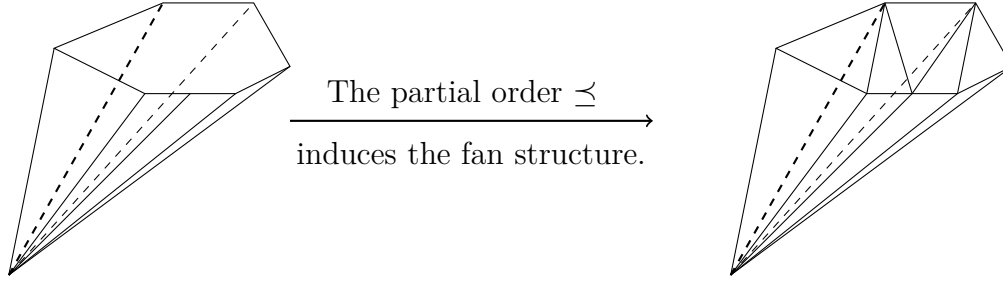 The partial order ⪯
induces the fan structure.